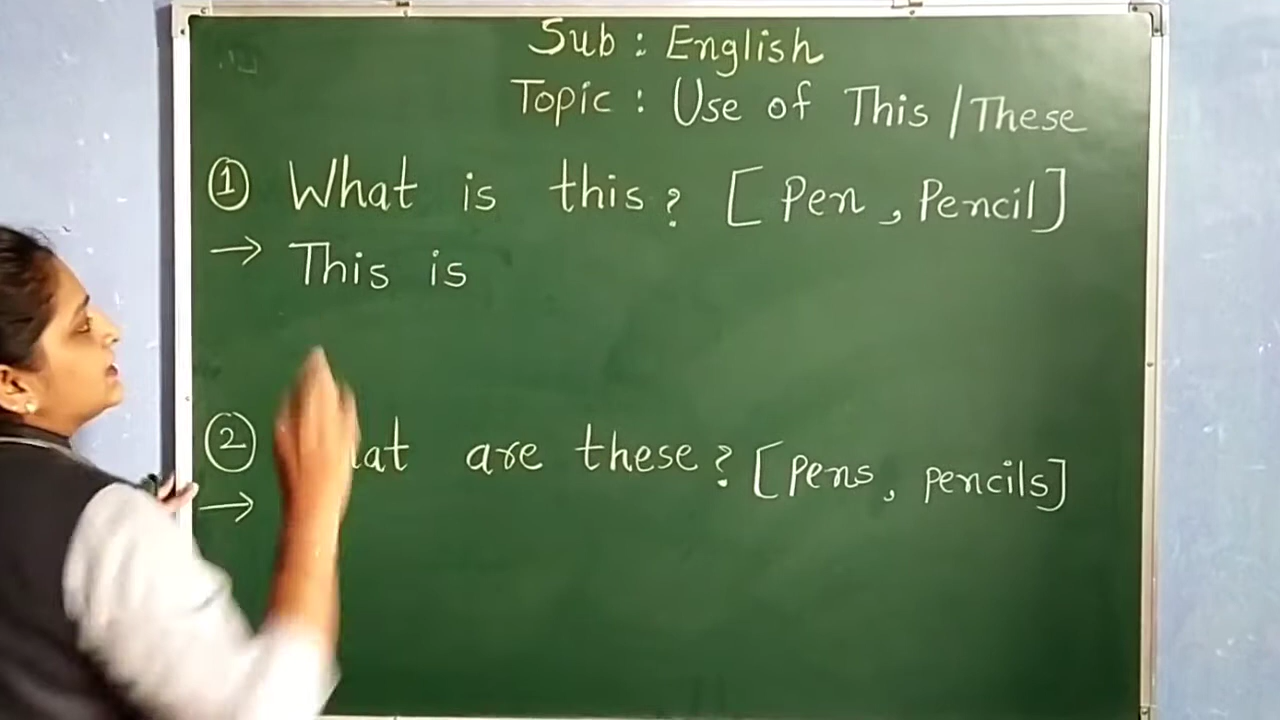 Sub : English
Topic : Use of This / These
① What is this ? [ Pen , Pencil ]
→ This is
② are these ? [ Pens , pencils ]
→